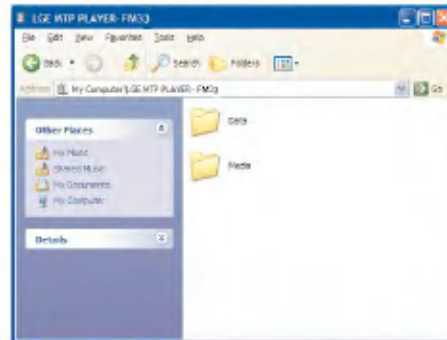 LGE MTP PLAYER- FM33
File Edit View Favorites Tools Help
Back Search Folders
Address My Computer\LGE MTP PLAYER- FM33 Go
Other Places
My Music
Shared Music
My Documents
My Computer
Details
Data
Media